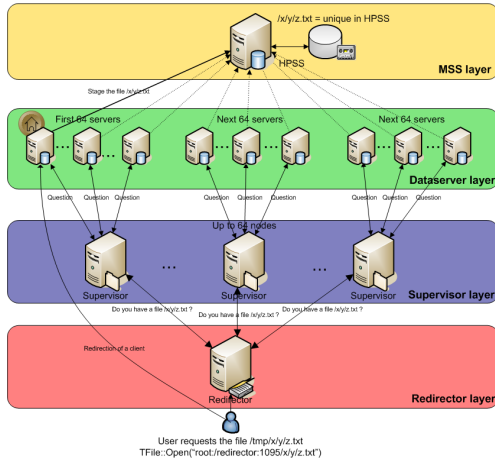 /x/y/z.txt = unique in HPSS
HPSS
MSS layer
Stage the file /x/y/z.txt
First 64 servers
Next 64 servers
Next 64 servers
... ...
... ...
... ...
Dataserver layer
Question Question Question
Question Question Question
Question Question Question
Up to 64 nodes
... ...
Supervisor
Supervisor
Supervisor
Supervisor layer
Do you have a file /x/y/z.txt ?
Do you have a file /x/y/z.txt ?
Do you have a file /x/y/z.txt ?
Redirection of a client
Redirector
Redirector layer
User requests the file /tmp/x/y/z.txt
TFile::Open("root:/redirector:1095/x/y/z.txt")